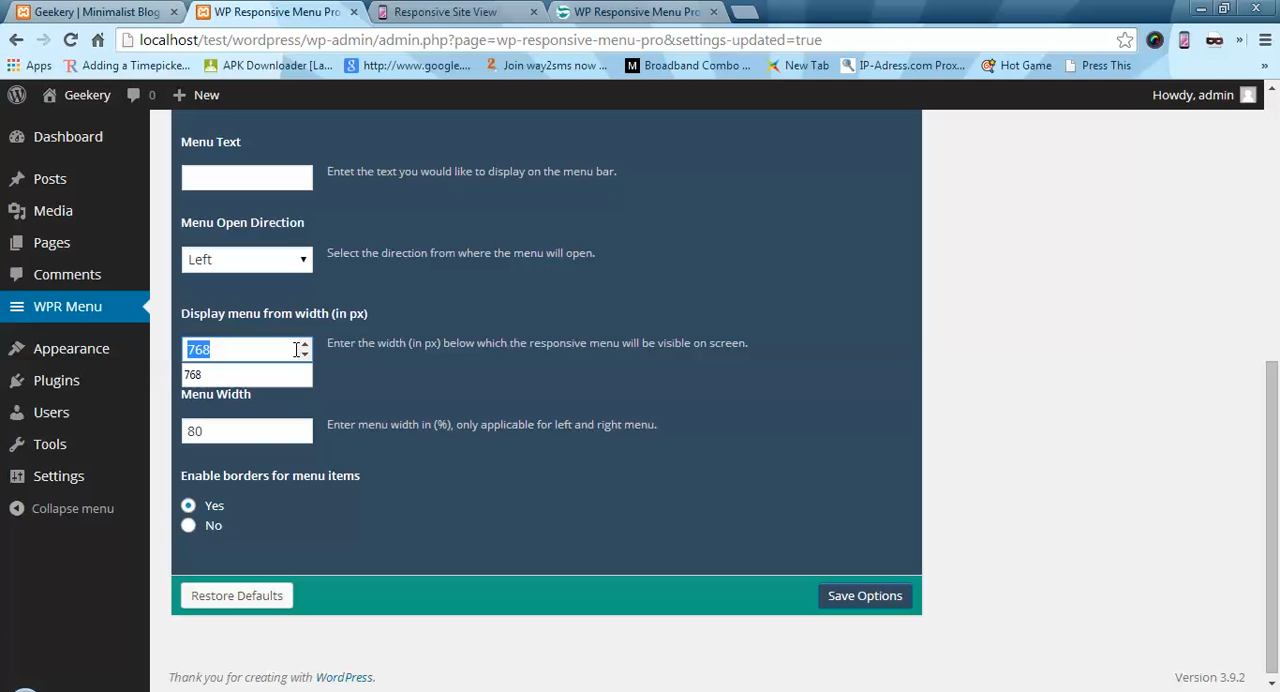 Geekery | Minimalist Blog
WP Responsive Menu Pro
Responsive Site View
WP Responsive Menu Pro
localhost/test/wordpress/wp-admin/admin.php?page=wp-responsive-menu-pro&settings-updated=true
Apps
Adding a Timepicke...
APK Downloader [La...
http://www.google....
Join way2sms now ...
Broadband Combo ...
New Tab
IP-Adress.com Prox...
Hot Game
Press This
Geekery
0
New
Howdy, admin
Dashboard
Posts
Media
Pages
Comments
WPR Menu
Appearance
Plugins
Users
Tools
Settings
Collapse menu
Menu Text
Entet the text you would like to display on the menu bar.
Menu Open Direction
Left
Select the direction from where the menu will open.
Display menu from width (in px)
768
Enter the width (in px) below which the responsive menu will be visible on screen.
768
Menu Width
80
Enter menu width in (%), only applicable for left and right menu.
Enable borders for menu items
Yes
No
Restore Defaults
Save Options
Thank you for creating with WordPress.
Version 3.9.2